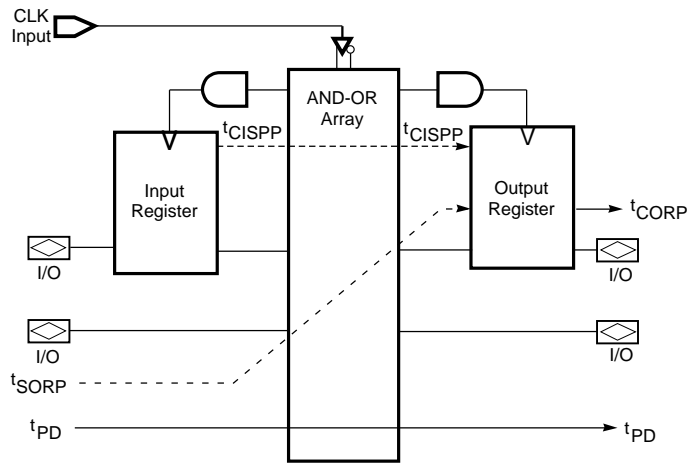 CLK
Input
AND-OR
Array
tCISPP
tCISPP
Input
Register
Output
Register
tCORP
I/O
I/O
I/O
I/O
tSORP
tPD
tPD